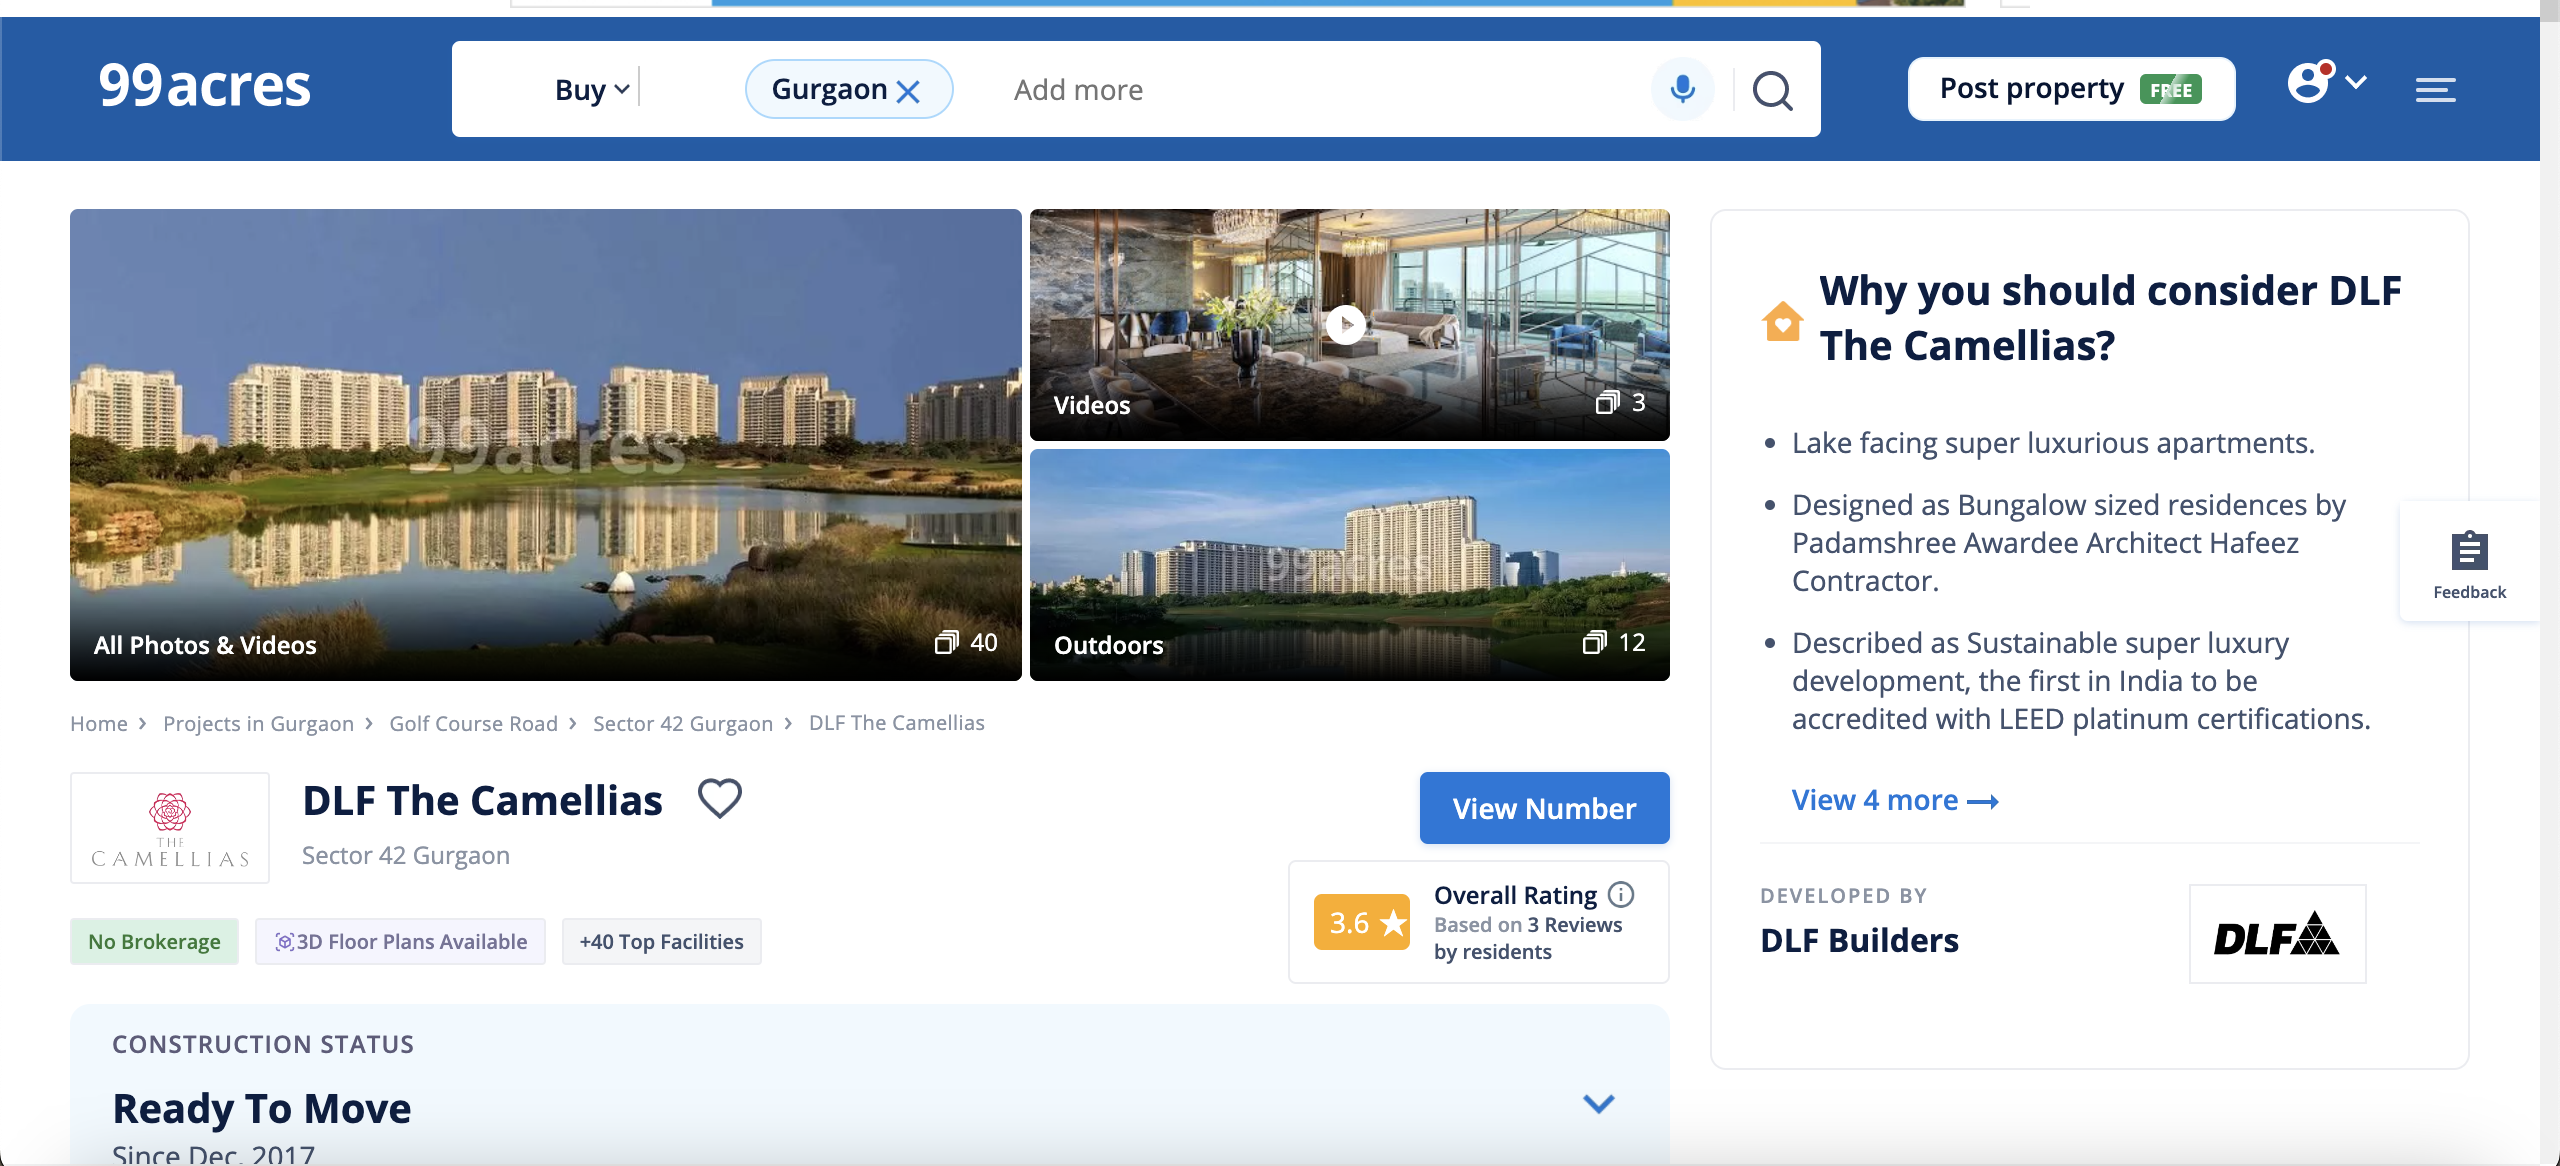 99acres
Buy
Gurgaon
Add more
Post property FREE
99acres
All Photos & Videos
40
Videos
3
99acres
Outdoors
12
Why you should consider DLF
The Camellias?
• Lake facing super luxurious apartments.
• Designed as Bungalow sized residences by
Padamshree Awardee Architect Hafeez
Contractor.
• Described as Sustainable super luxury
development, the first in India to be
accredited with LEED platinum certifications.
View 4 more
DEVELOPED BY
DLF Builders
DLF
Feedback
Home › Projects in Gurgaon › Golf Course Road › Sector 42 Gurgaon › DLF The Camellias
THE
CAMELLIAS
DLF The Camellias
Sector 42 Gurgaon
View Number
3.6
Overall Rating
Based on 3 Reviews
by residents
No Brokerage
3D Floor Plans Available
+40 Top Facilities
CONSTRUCTION STATUS
Ready To Move
Since Dec, 2017